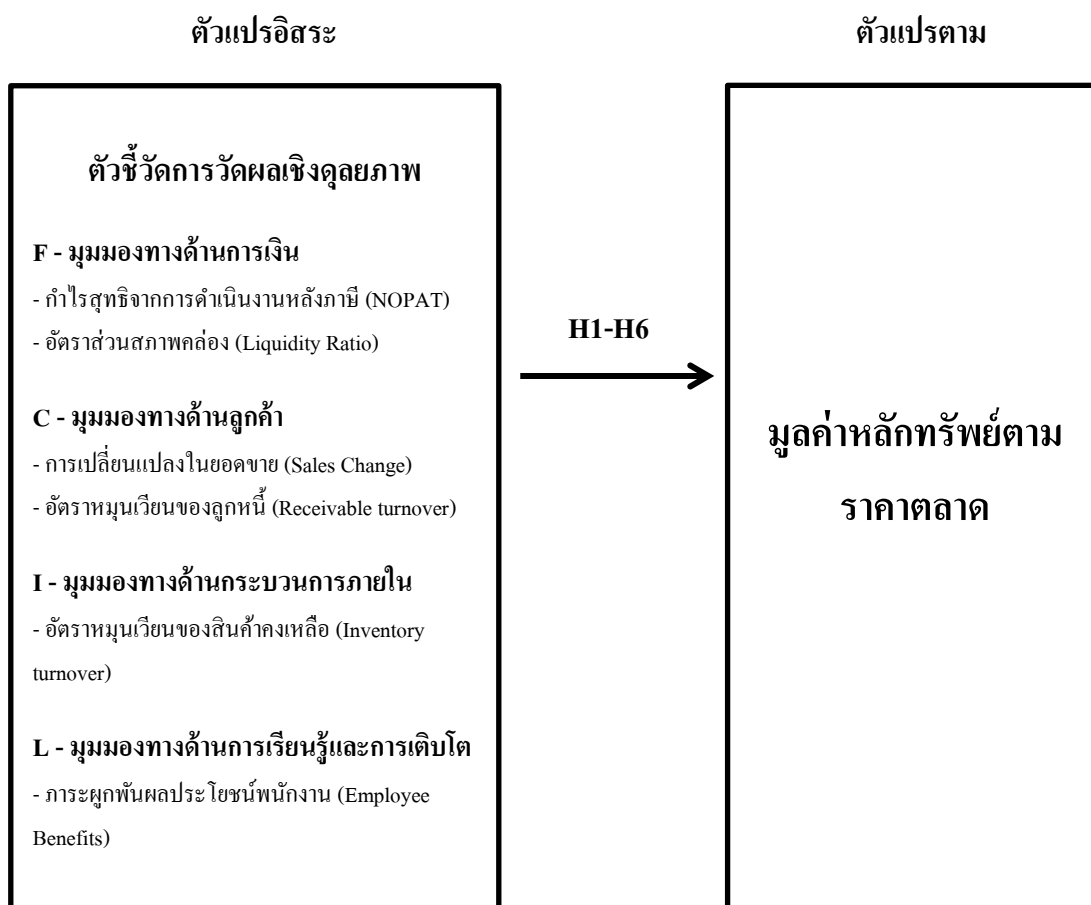 ตัวแปรอิสระ
ตัวแปรตาม
ตัวชี้วัดการวัดผลเชิงดุลยภาพ
F - มุมมองทางด้านการเงิน
- กำไรสุทธิจากการดำเนินงานหลังภาษี (NOPAT)
- อัตราส่วนสภาพคล่อง (Liquidity Ratio)
C - มุมมองทางด้านลูกค้า
- การเปลี่ยนแปลงในยอดขาย (Sales Change)
- อัตราหมุนเวียนของลูกหนี้ (Receivable turnover)
I - มุมมองทางด้านกระบวนการภายใน
- อัตราหมุนเวียนของสินค้าคงเหลือ (Inventory
turnover)
L - มุมมองทางด้านการเรียนรู้และการเติบโต
- ภาระผูกพันผลประโยชน์พนักงาน (Employee
Benefits)
H1-H6
มูลค่าหลักทรัพย์ตาม
ราคาตลาด